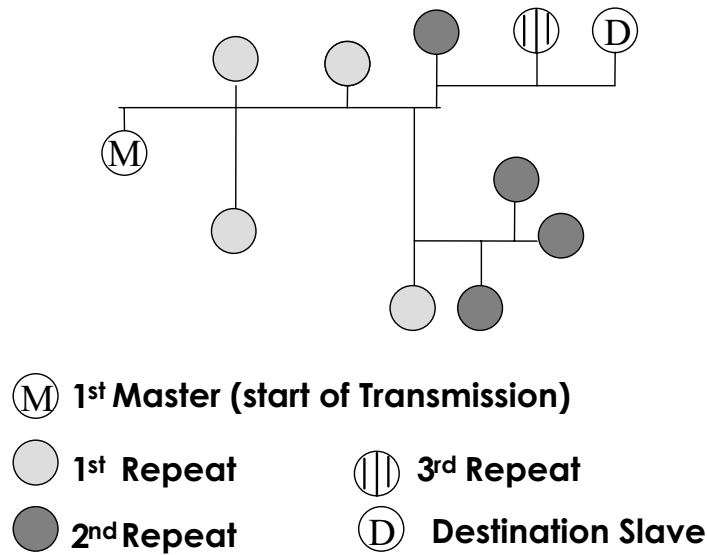 D
M
M 1st Master (start of Transmission)
1st Repeat
3rd Repeat
2nd Repeat
D Destination Slave